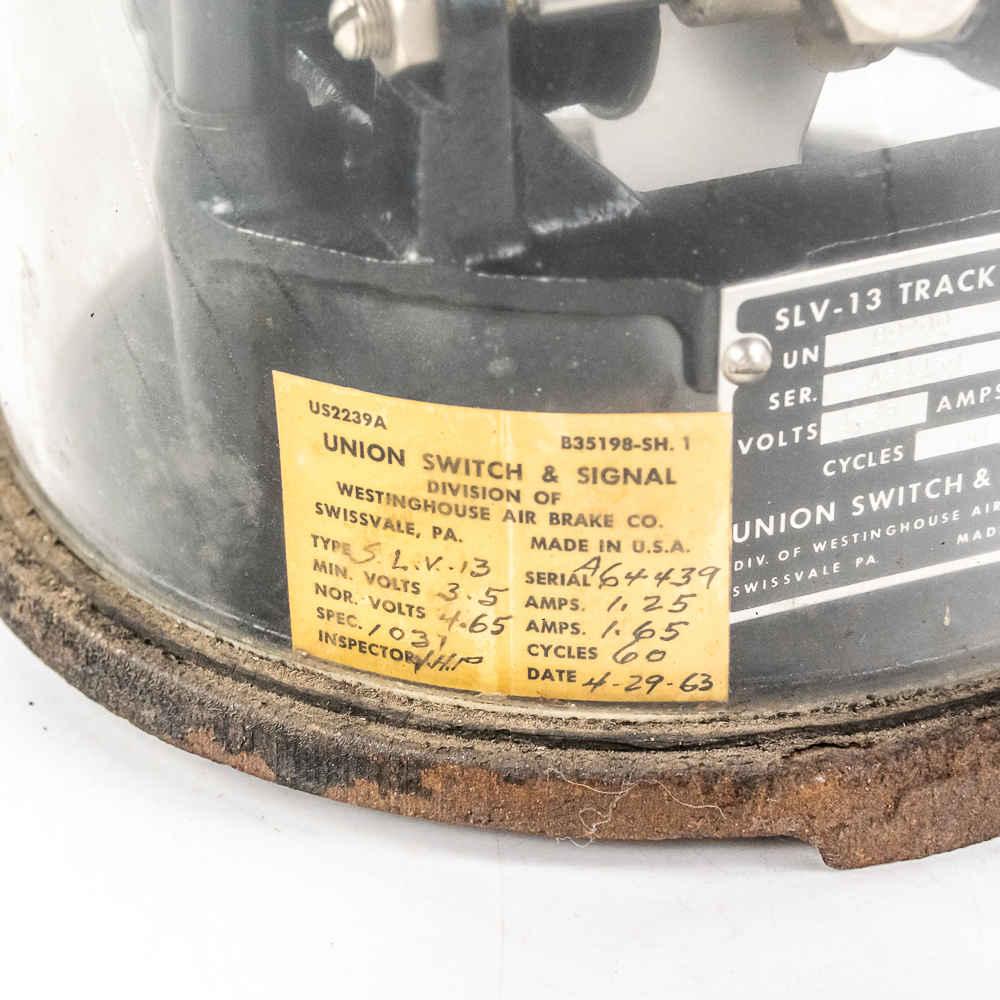 US2239A
B35198-SH. 1
UNION SWITCH & SIGNAL
DIVISION OF
WESTINGHOUSE AIR BRAKE CO.
SWISSVALE, PA.
MADE IN U.S.A.
TYPE S.L.V.13
SERIAL A64439
MIN. VOLTS 3.5
AMPS. 1.25
NOR. VOLTS 4.65
AMPS. 1.65
SPEC. 1031
CYCLES 60
INSPECTOR
DATE 4-29-63
SLV-13 TRACK
UN
SER.
VOLTS
AMPS
CYCLES
UNION SWITCH &
DIV. OF WESTINGHOUSE AIR
SWISSVALE PA.
MAD